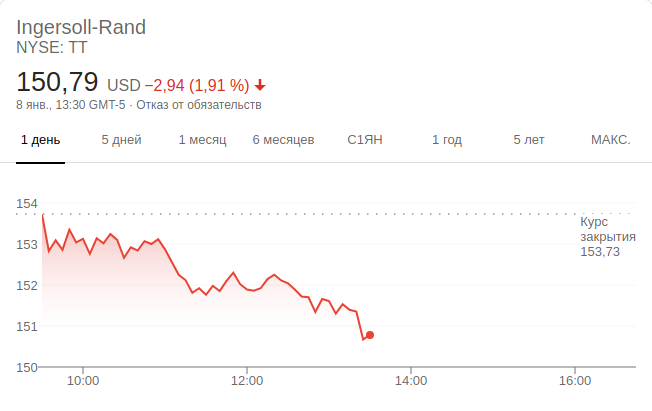 Ingersoll-Rand
NYSE: TT
150,79 USD −2,94 (1,91 %)
8 янв., 13:30 GMT-5 · Отказ от обязательств
1 день 5 дней 1 месяц 6 месяцев С1ЯН 1 год 5 лет МАКС.
154
Курс
закрытия
153,73
153
152
151
150
10:00 12:00 14:00 16:00